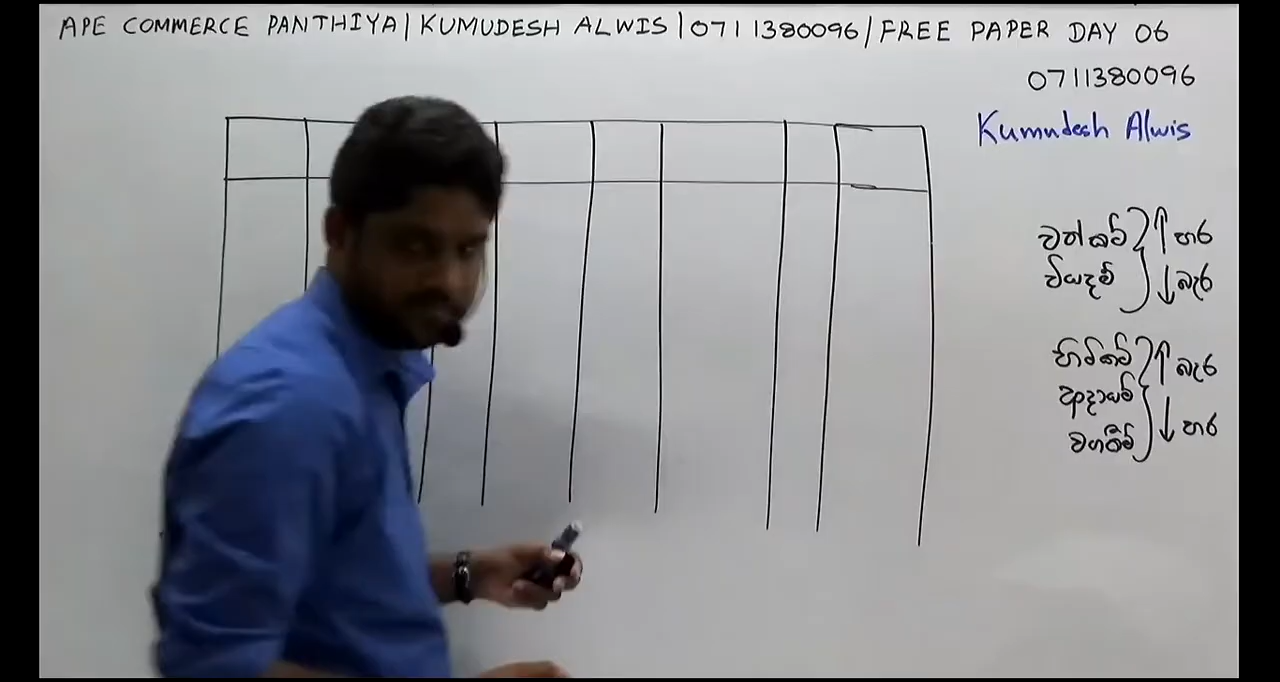 APE COMMERCE PANTHIYA | KUMUDESH ALWIS | 0711380096 / FREE PAPER DAY 06
0711380096
Kumudesh Alwis
වත්කම් ↑ හර
වියදම් ↓ බැර
හිමිකම් ↑ බැර
ආදායම්
වගකීම් ↓ හර